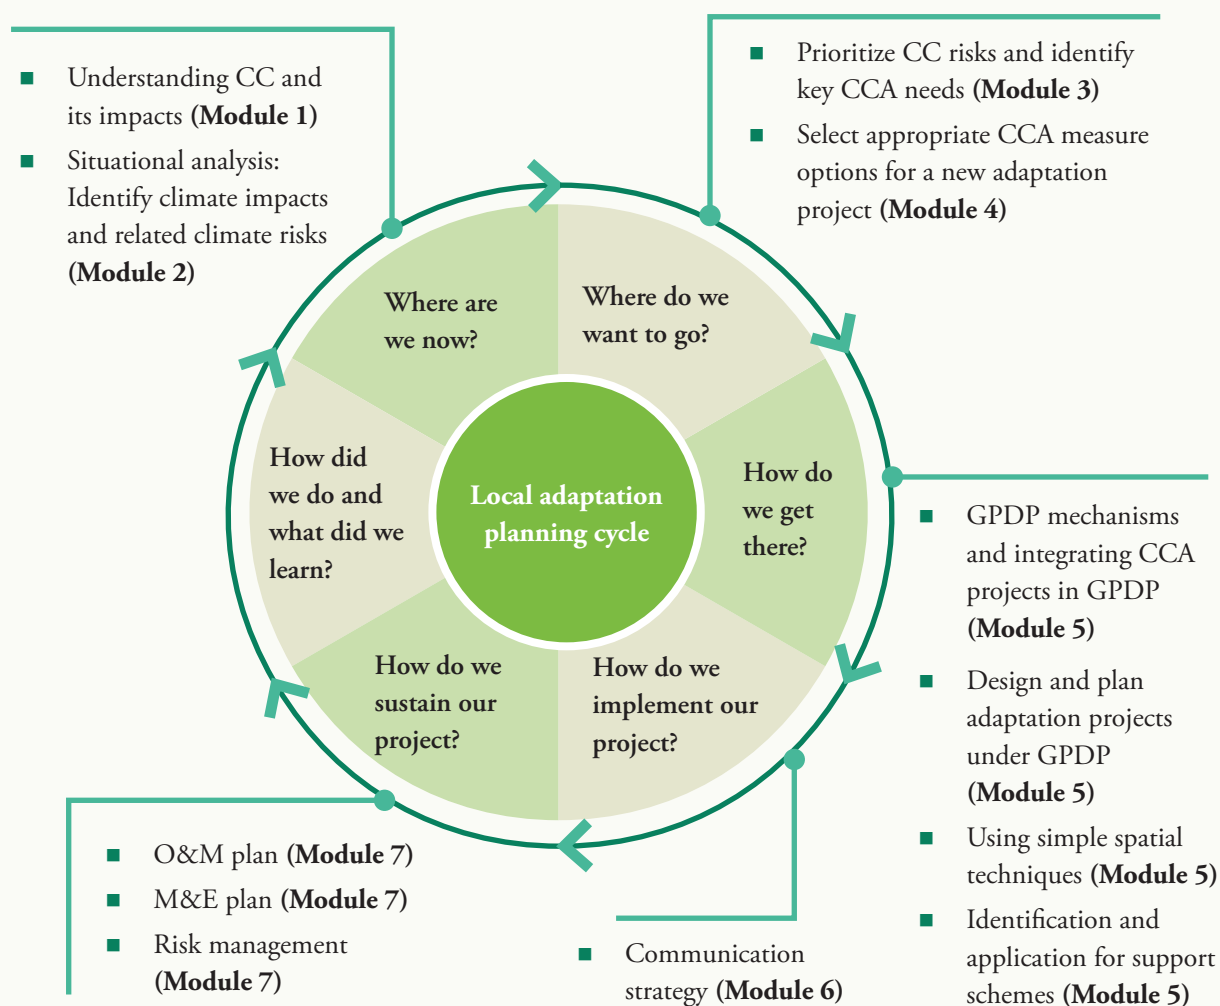 Understanding CC and
its impacts (Module 1)
Situational analysis:
Identify climate impacts
and related climate risks
(Module 2)
Prioritize CC risks and identify
key CCA needs (Module 3)
Select appropriate CCA measure
options for a new adaptation
project (Module 4)
Where are
we now?
Where do we
want to go?
How did
we do and
what did we
learn?
Local adaptation
planning cycle
How do
we get
there?
How do we
sustain our
project?
How do we
implement our
project?
GPDP mechanisms
and integrating CCA
projects in GPDP
(Module 5)
Design and plan
adaptation projects
under GPDP
(Module 5)
Using simple spatial
techniques (Module 5)
Identification and
application for support
schemes (Module 5)
O&M plan (Module 7)
M&E plan (Module 7)
Risk management
(Module 7)
Communication
strategy (Module 6)